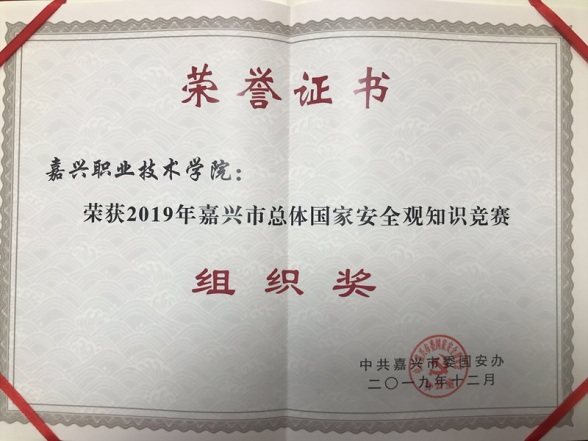 荣誉证书
嘉兴职业技术学院：
荣获2019年嘉兴市总体国家安全观知识竞赛
组织奖
中共嘉兴市委国安办
二〇一九年十二月